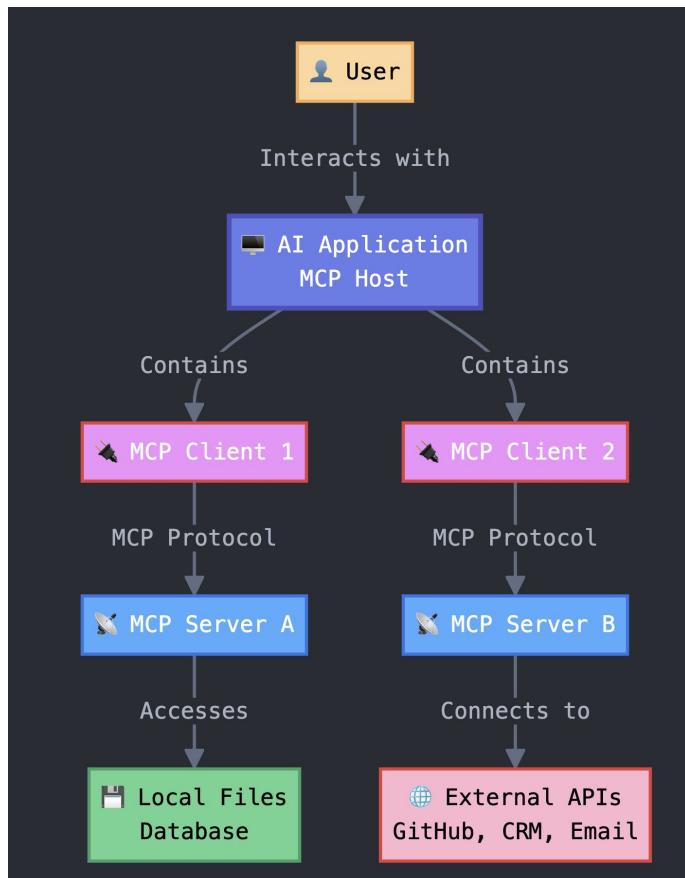 User
Interacts with
AI Application
MCP Host
Contains
Contains
MCP Client 1
MCP Client 2
MCP Protocol
MCP Protocol
MCP Server A
MCP Server B
Accesses
Connects to
Local Files
Database
External APIs
GitHub, CRM, Email